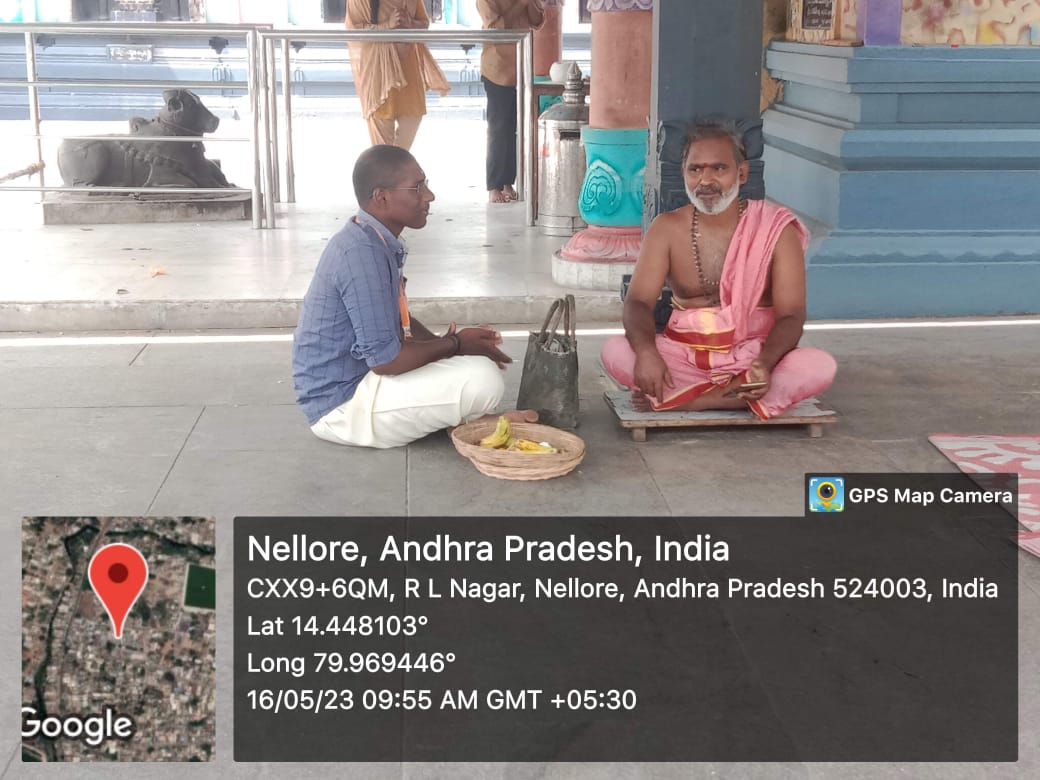 GPS Map Camera
Nellore, Andhra Pradesh, India
CXX9+6QM, R L Nagar, Nellore, Andhra Pradesh 524003, India
Lat 14.448103°
Long 79.969446°
16/05/23 09:55 AM GMT +05:30
Google